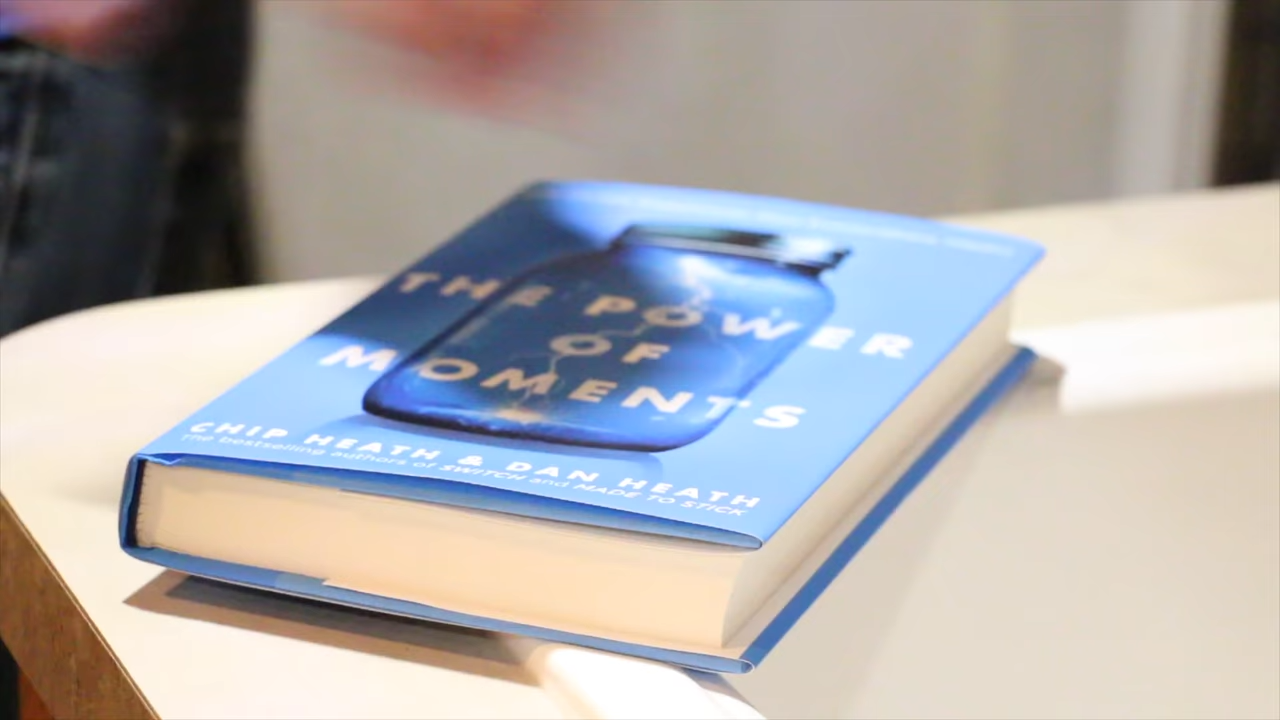 THE POWER
OF
MOMENTS
CHIP HEATH & DAN HEATH
The bestselling authors of SWITCH and MADE TO STICK